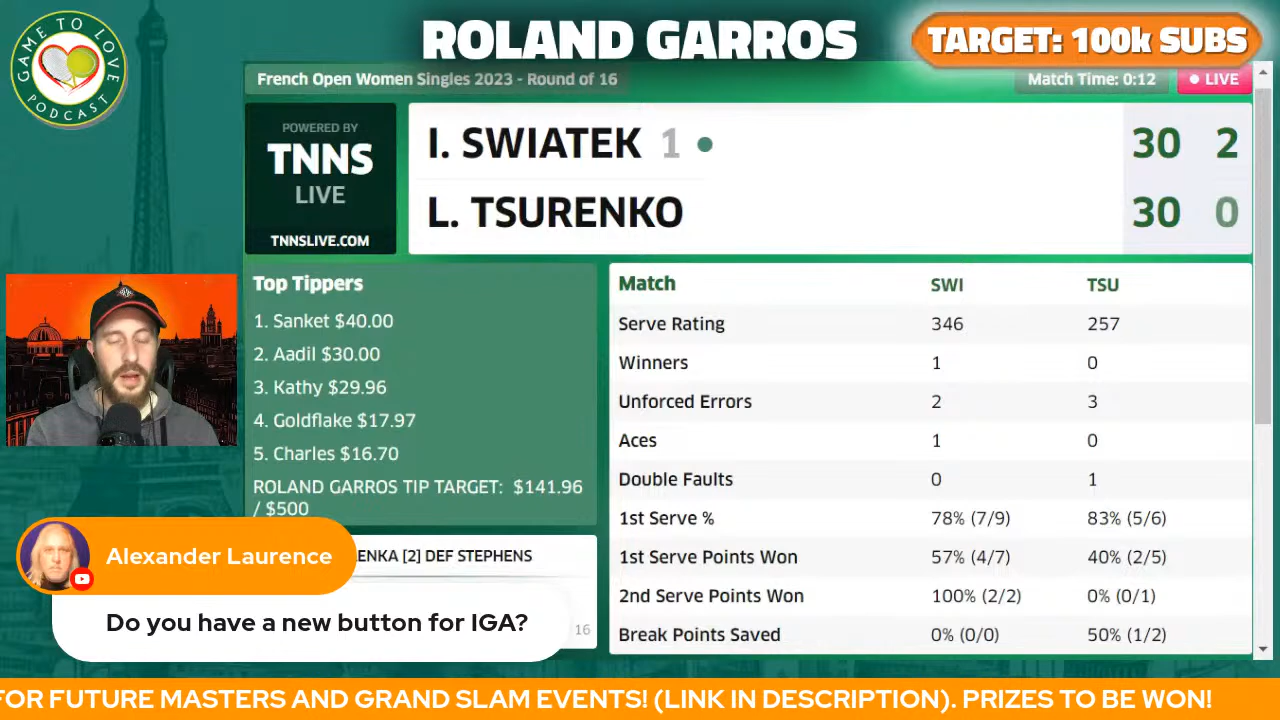 GAME TO LOVE
PODCAST
ROLAND GARROS
TARGET: 100k SUBS
French Open Women Singles 2023 - Round of 16
Match Time: 0:12
LIVE
POWERED BY
TNNS
LIVE
TNNSLIVE.COM
I. SWIATEK 1 30 2
L. TSURENKO 30 0
Top Tippers
1. Sanket $40.00
2. Aadil $30.00
3. Kathy $29.96
4. Goldflake $17.97
5. Charles $16.70
ROLAND GARROS TIP TARGET: $141.96
/ $500
Match SWI TSU
Serve Rating 346 257
Winners 1 0
Unforced Errors 2 3
Aces 1 0
Double Faults 0 1
1st Serve % 78% (7/9) 83% (5/6)
1st Serve Points Won 57% (4/7) 40% (2/5)
2nd Serve Points Won 100% (2/2) 0% (0/1)
Break Points Saved 0% (0/0) 50% (1/2)
ENKA [2] DEF STEPHENS
16
Alexander Laurence
Do you have a new button for IGA?
FOR FUTURE MASTERS AND GRAND SLAM EVENTS! (LINK IN DESCRIPTION). PRIZES TO BE WON!